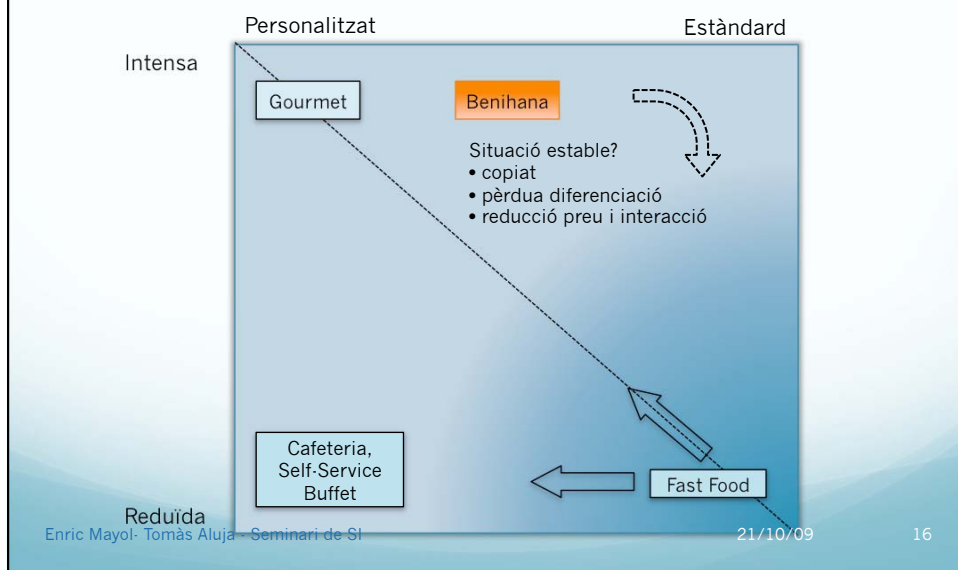 Personalitzat
Estàndard
Intensa
Gourmet
Benihana
Situació estable?
• copiat
• pèrdua diferenciació
• reducció preu i interacció
Cafeteria,
Self-Service
Buffet
Fast Food
Reduïda
Enric Mayol- Tomàs Aluja - Seminari de SI
21/10/09
16